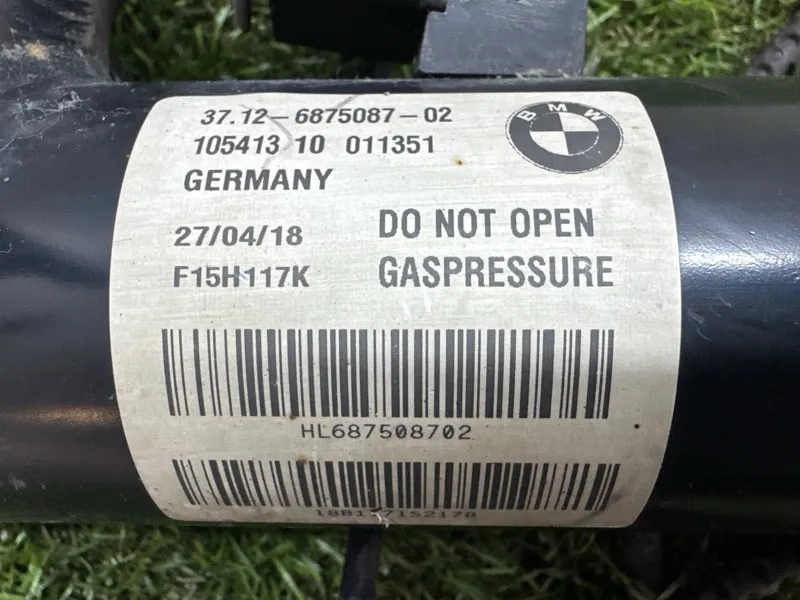 37.12-6875087-02
BMW
105413 10 011351
GERMANY
27/04/18
DO NOT OPEN
F15H117K
GASPRESSURE
HL687508702